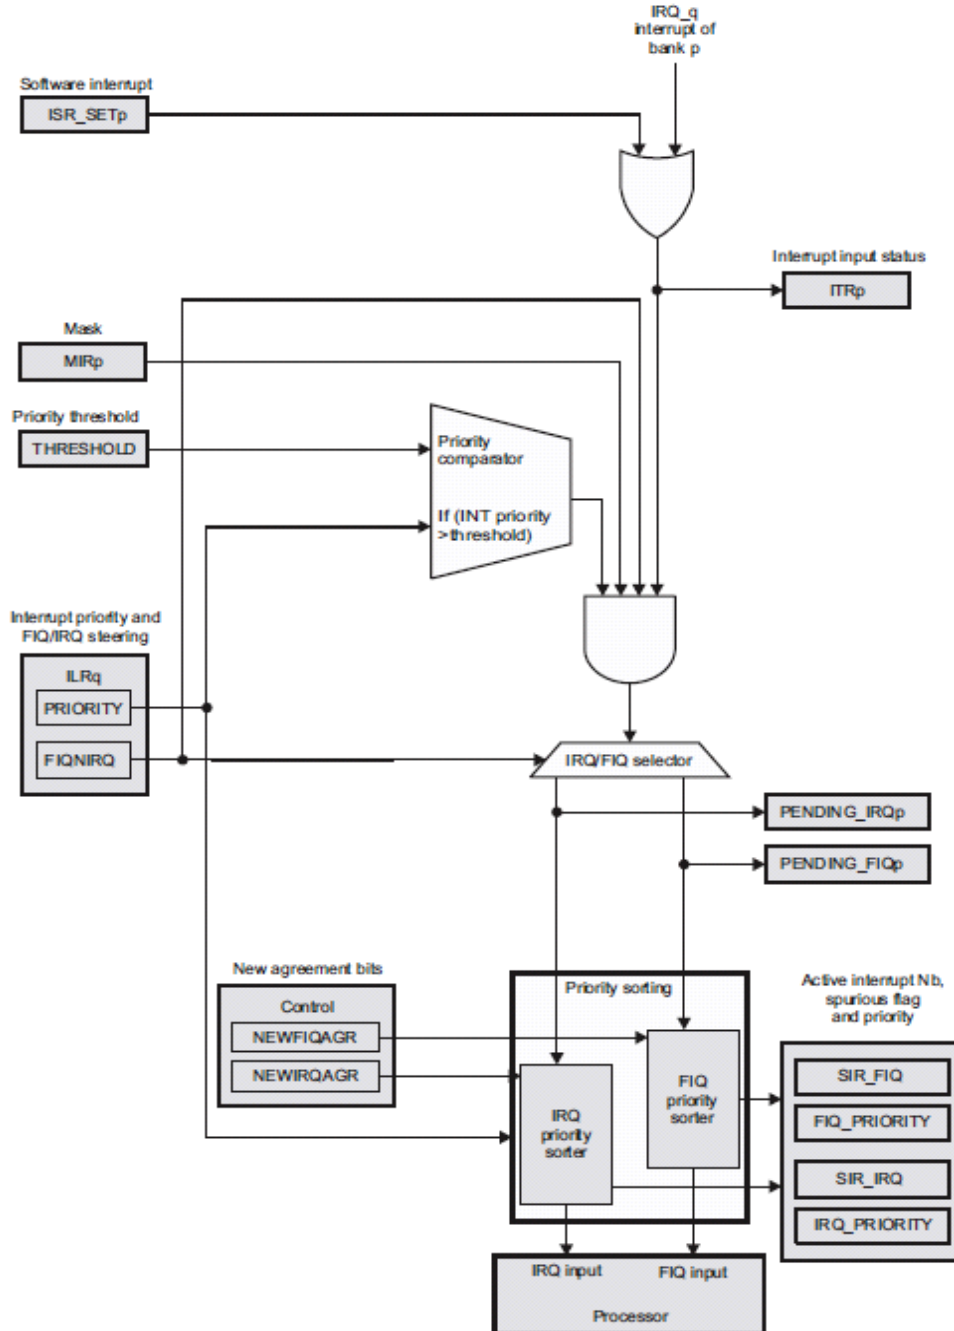 IRQ_q
interrupt of
bank p
Software interrupt
ISR_SETp
Interrupt input status
ITRp
Mask
MIRp
Priority threshold
THRESHOLD
Priority
comparator
If (INT priority
>threshold)
Interrupt priority and
FIQ/IRQ steering
ILRq
PRIORITY
FIQNIRQ
IRQ/FIQ selector
PENDING_IRQp
PENDING_FIQp
New agreement bits
Control
NEWFIQAGR
NEWIRQAGR
Priority sorting
IRQ
priority
sorter
FIQ
priority
sorter
Active interrupt Nb,
spurious flag
and priority
SIR_FIQ
FIQ_PRIORITY
SIR_IRQ
IRQ_PRIORITY
IRQ input
FIQ input
Processor